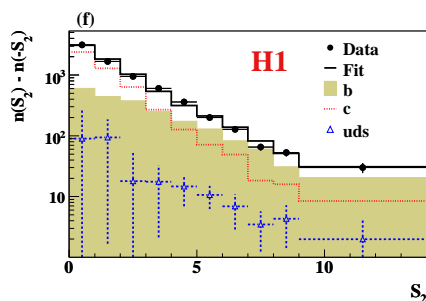 (f)
H1
Data
Fit
b
c
uds
n(S₂) - n(-S₂)
10³
10²
10
0 5 10
S₂